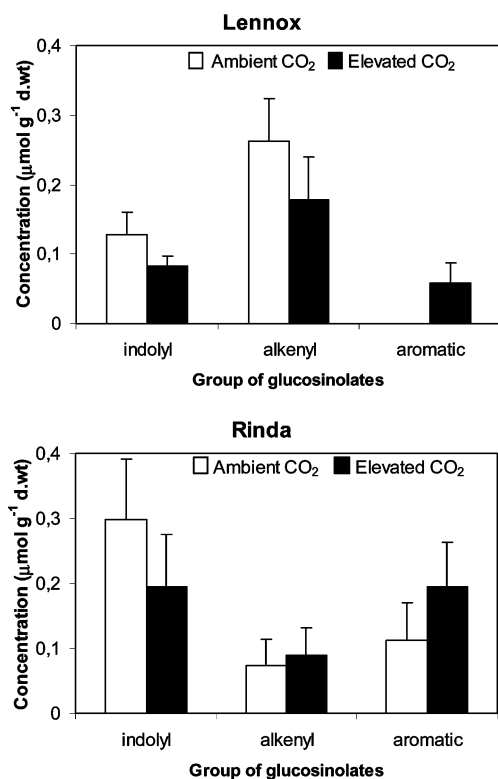 Lennox
0,4
Ambient CO₂ Elevated CO₂
0,3
0,2
0,1
0
Concentration (μmol g⁻¹ d.wt)
indolyl alkenyl aromatic
Group of glucosinolates
Rinda
0,4
Ambient CO₂ Elevated CO₂
0,3
0,2
0,1
0
Concentration (μmol g⁻¹ d.wt)
indolyl alkenyl aromatic
Group of glucosinolates